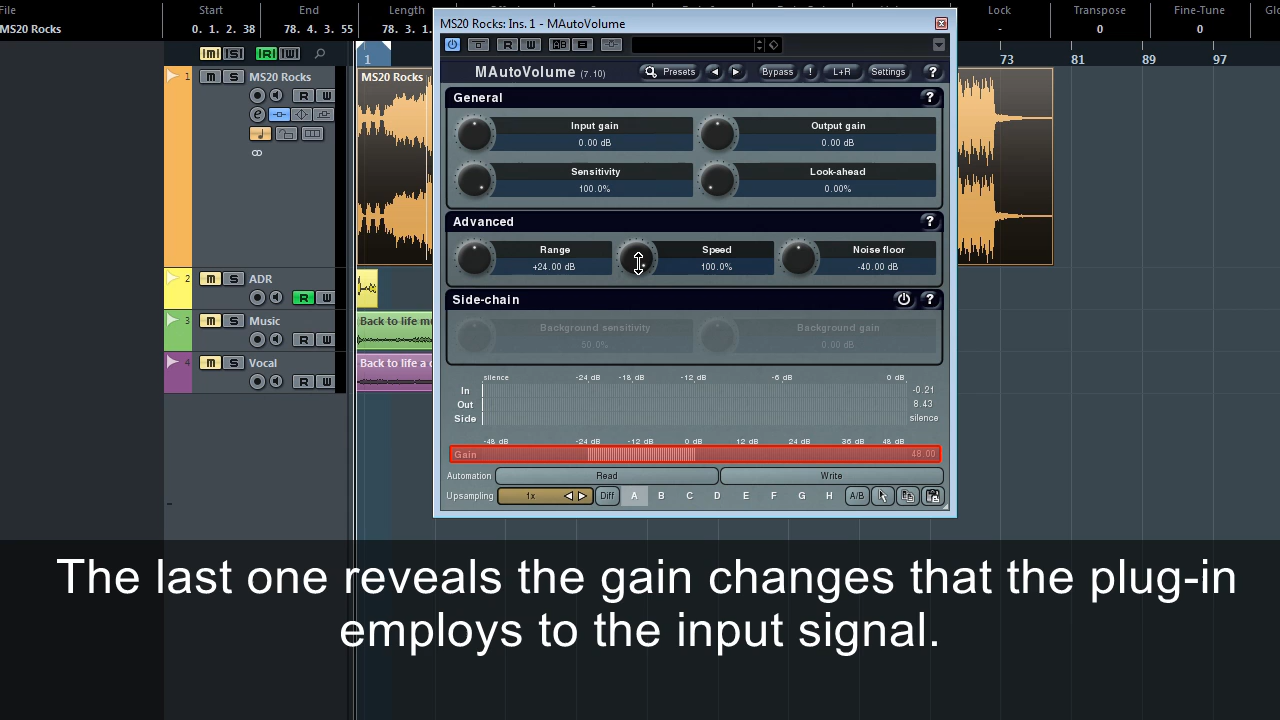 File Start End Length Lock Transpose Fine-Tune
MS20 Rocks 0. 1. 2. 38 78. 4. 3. 55 78. 3. 1. - 0 0
MS20 Rocks: Ins. 1 - MAutoVolume
M S R W
R W AB
1 73 81 89 97
MAutoVolume (7.10) Presets Bypass ! L+R Settings ?
1 M S MS20 Rocks
R W
e
MS20 Rocks
General ?
Input gain Output gain
0.00 dB 0.00 dB
Sensitivity Look-ahead
100.0% 0.00%
Advanced ?
Range Speed Noise floor
+24.00 dB 100.0% -40.00 dB
2 M S ADR
R W
Side-chain ?
3 M S Music
R W
Back to life m
Background sensitivity Background gain
50.0% 0.00 dB
4 M S Vocal
R W
Back to life a
silence -24 dB -18 dB -12 dB -6 dB 0 dB
In -0.21
Out 8.43
Side silence
-48 dB -24 dB -12 dB 0 dB 12 dB 24 dB 36 dB 48 dB
Gain 48.00
Automation Read Write
Upsampling 1x Diff A B C D E F G H A/B
The last one reveals the gain changes that the plug-in
employs to the input signal.